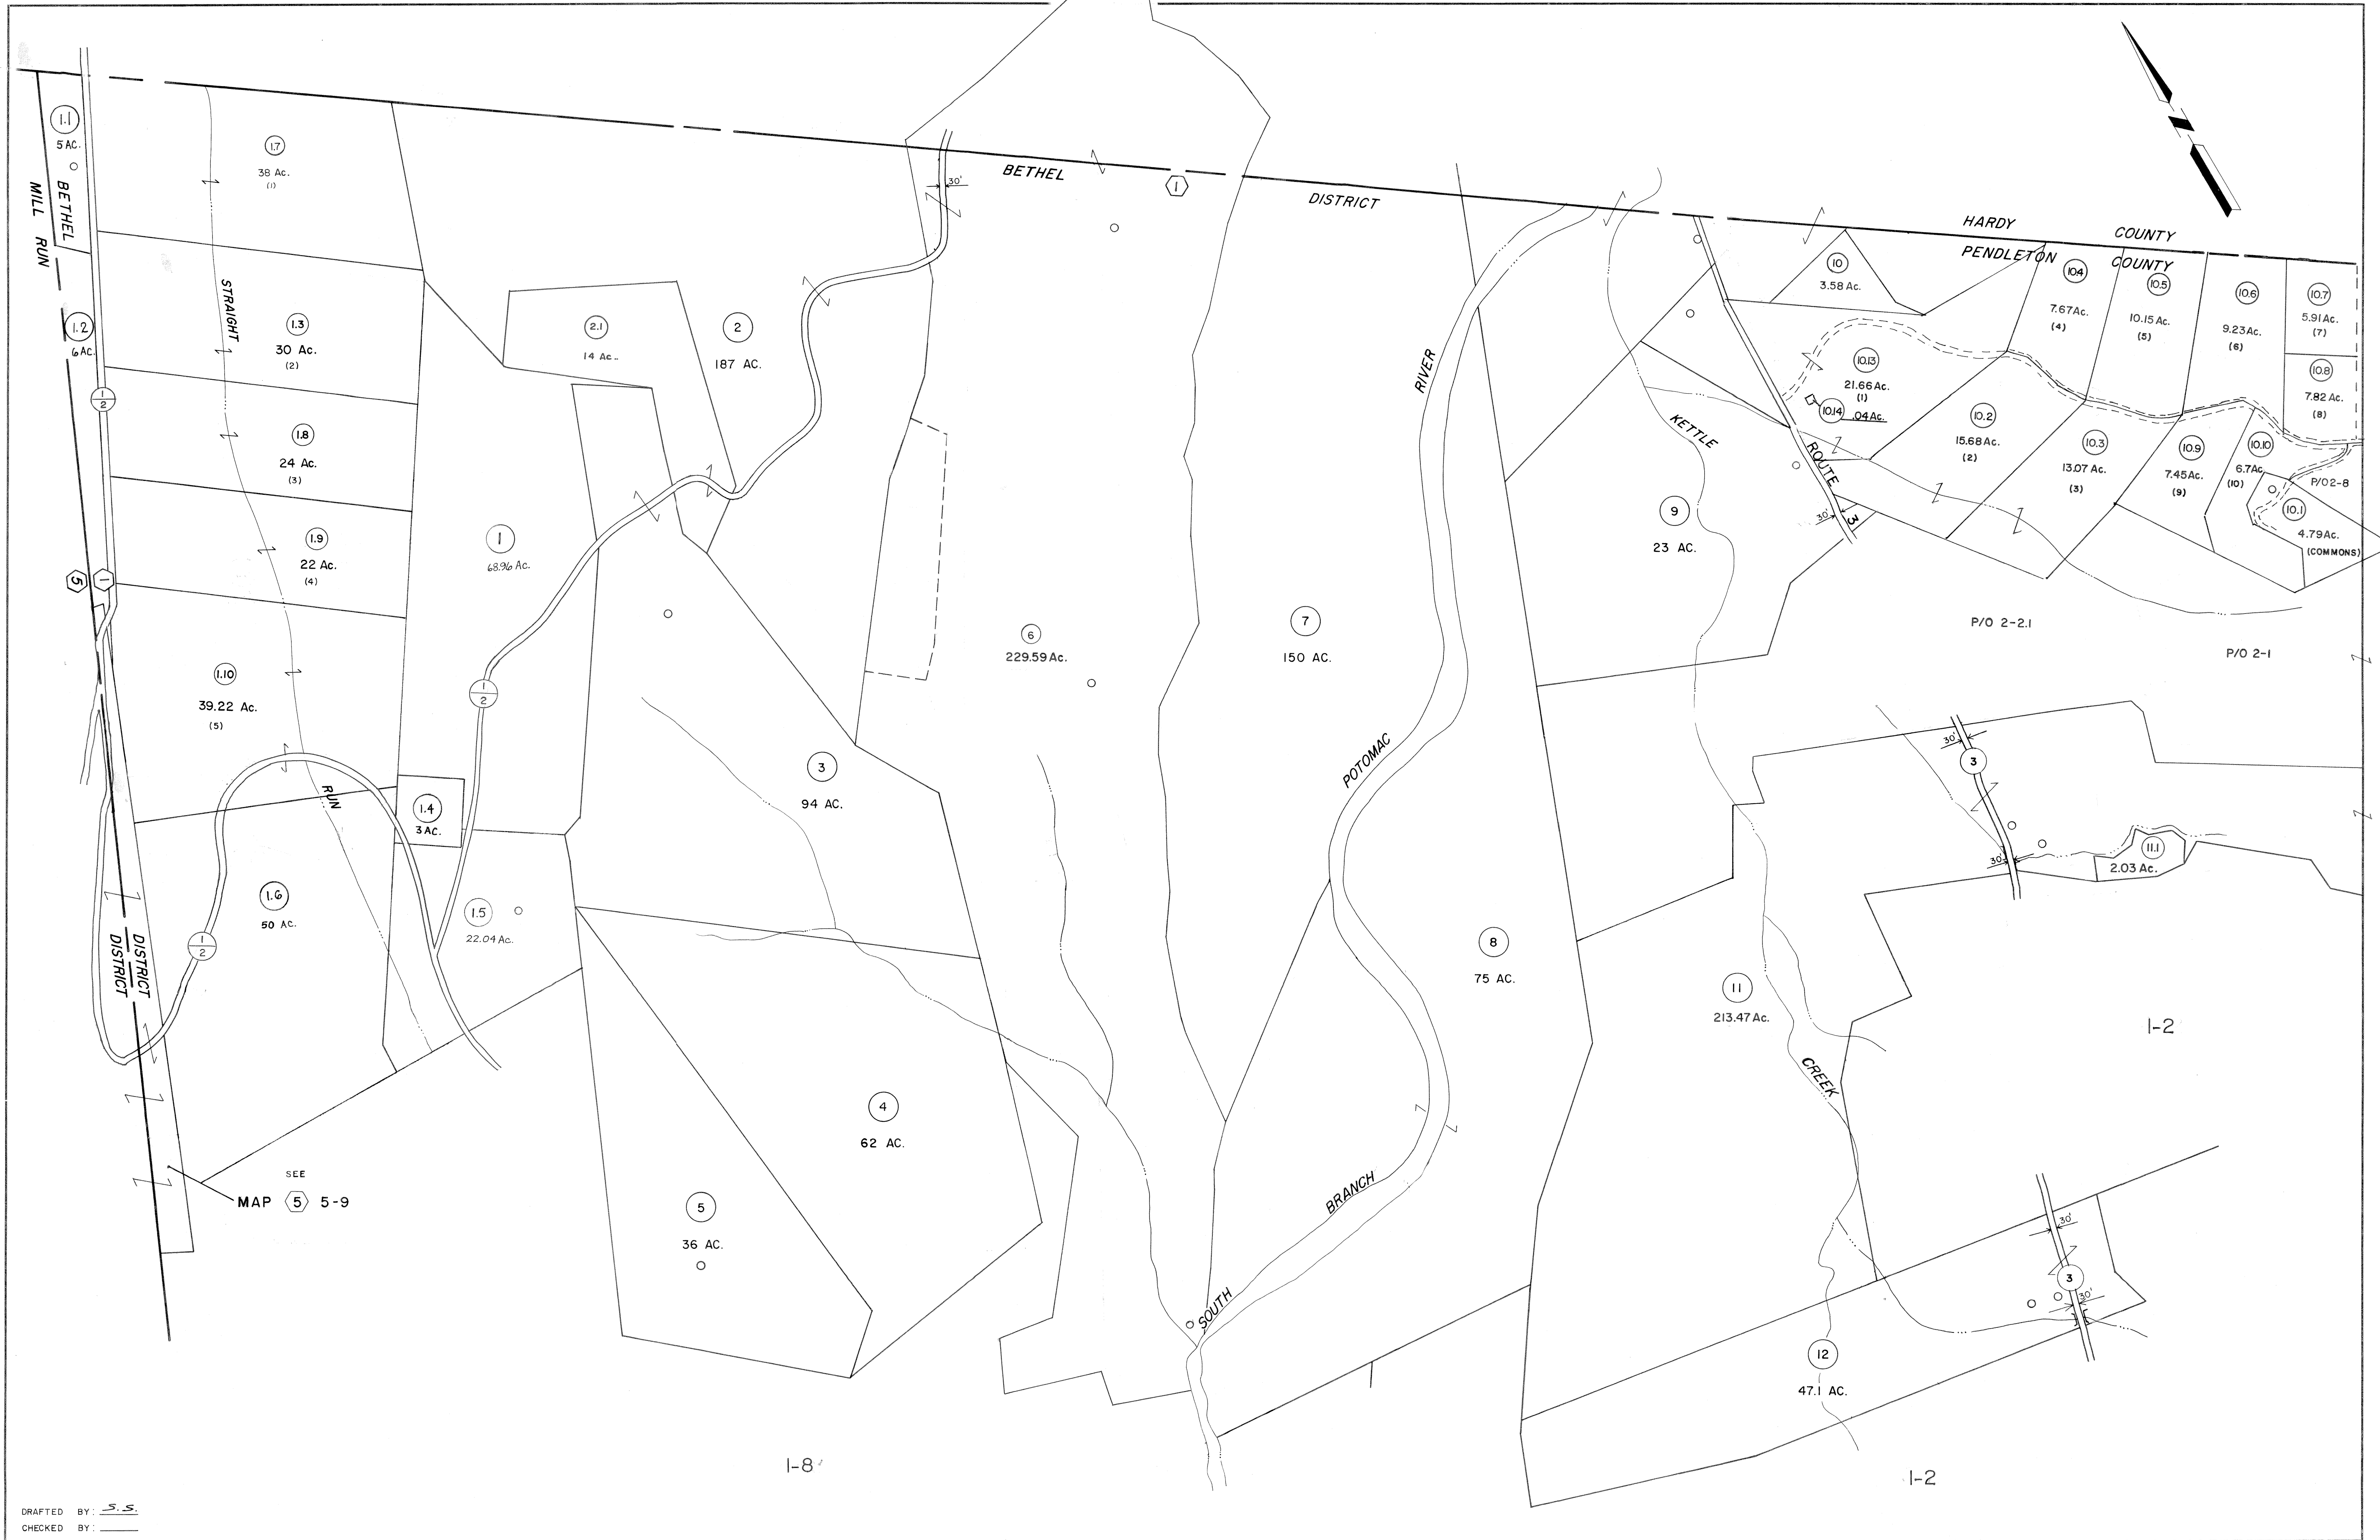 1.1
5 AC.
BETHEL
MILL RUN
1.7
38 Ac.
(1)
STRAIGHT
1.2
6 AC.
1.3
30 Ac.
(2)
1
2
1.8
24 Ac.
(3)
1.9
22 Ac.
(4)
5
1
1.10
39.22 Ac.
(5)
RUN
1.4
3 AC.
1.6
50 AC.
1
2
DISTRICT
DISTRICT
1.5
22.04 Ac.
1
68.96 Ac.
1
2
2.1
14 Ac.
2
187 AC.
30'
BETHEL
1
DISTRICT
3
94 AC.
4
62 AC.
5
36 AC.
6
229.59 Ac.
7
150 AC.
RIVER
POTOMAC
BRANCH
SOUTH
8
75 AC.
HARDY COUNTY
PENDLETON COUNTY
10
3.58 Ac.
10.4
7.67 Ac.
(4)
10.5
10.15 Ac.
(5)
10.6
9.23 Ac.
(6)
10.7
5.91 Ac.
(7)
10.8
7.82 Ac.
(8)
10.13
21.66 Ac.
(1)
10.14 .04 Ac.
10.2
15.68 Ac.
(2)
10.3
13.07 Ac.
(3)
10.9
7.45 Ac.
(9)
10.10
6.7 Ac.
(10)
P/O 2-8
10.1
4.79 Ac.
(COMMONS)
KETTLE
ROUTE
30'
3
9
23 AC.
P/O 2-2.1
P/O 2-1
30'
3
30'
11.1
2.03 Ac.
11
213.47 Ac.
CREEK
1-2
30'
3
30'
12
47.1 AC.
1-2
1-8
SEE
MAP 5 5-9
DRAFTED BY: S.S.
CHECKED BY: